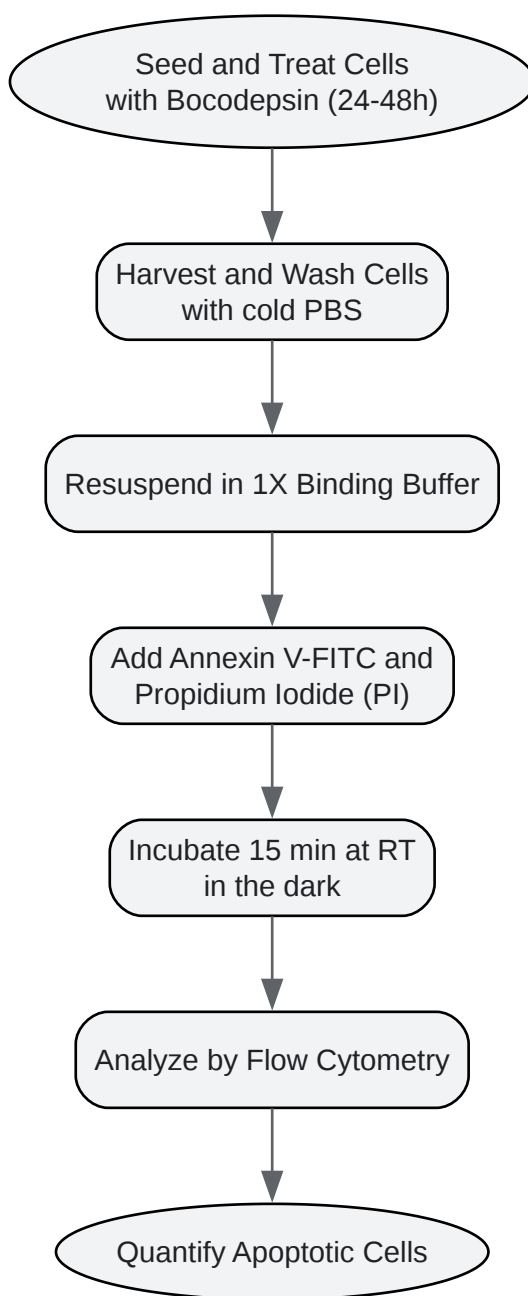 Seed and Treat Cells
with Bocodepsin (24-48h)
Harvest and Wash Cells
with cold PBS
Resuspend in 1X Binding Buffer
Add Annexin V-FITC and
Propidium Iodide (PI)
Incubate 15 min at RT
in the dark
Analyze by Flow Cytometry
Quantify Apoptotic Cells